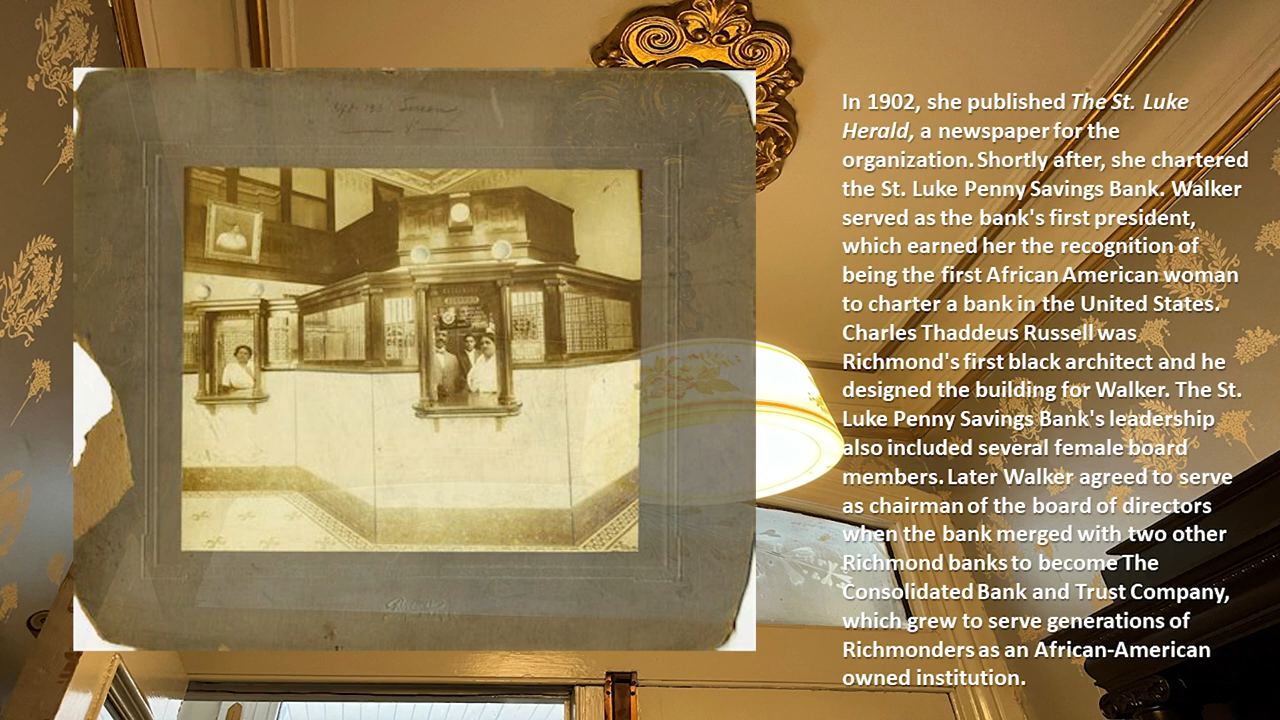 In 1902, she published The St. Luke
Herald, a newspaper for the
organization. Shortly after, she chartered
the St. Luke Penny Savings Bank. Walker
served as the bank's first president,
which earned her the recognition of
being the first African American woman
to charter a bank in the United States.
Charles Thaddeus Russell was
Richmond's first black architect and he
designed the building for Walker. The St.
Luke Penny Savings Bank's leadership
also included several female board
members. Later Walker agreed to serve
as chairman of the board of directors
when the bank merged with two other
Richmond banks to become The
Consolidated Bank and Trust Company,
which grew to serve generations of
Richmonders as an African-American
owned institution.